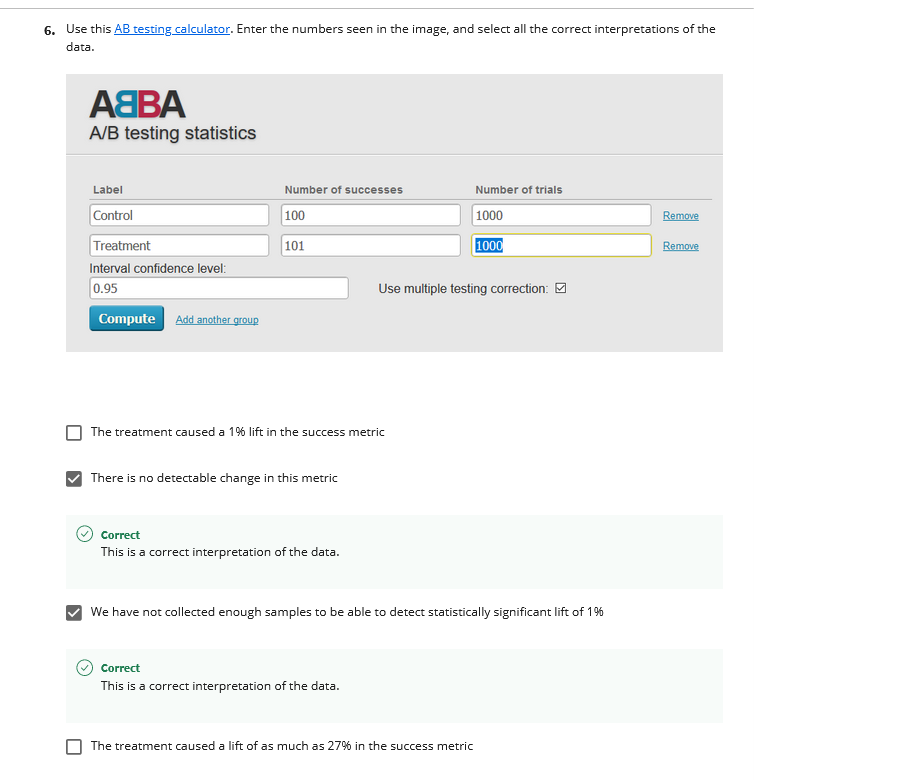 6. Use this AB testing calculator. Enter the numbers seen in the image, and select all the correct interpretations of the
data.
ABBA
A/B testing statistics
Label Number of successes Number of trials
Control 100 1000 Remove
Treatment 101 1000 Remove
Interval confidence level:
0.95 Use multiple testing correction:
Compute Add another group
The treatment caused a 1% lift in the success metric
There is no detectable change in this metric
Correct
This is a correct interpretation of the data.
We have not collected enough samples to be able to detect statistically significant lift of 1%
Correct
This is a correct interpretation of the data.
The treatment caused a lift of as much as 27% in the success metric